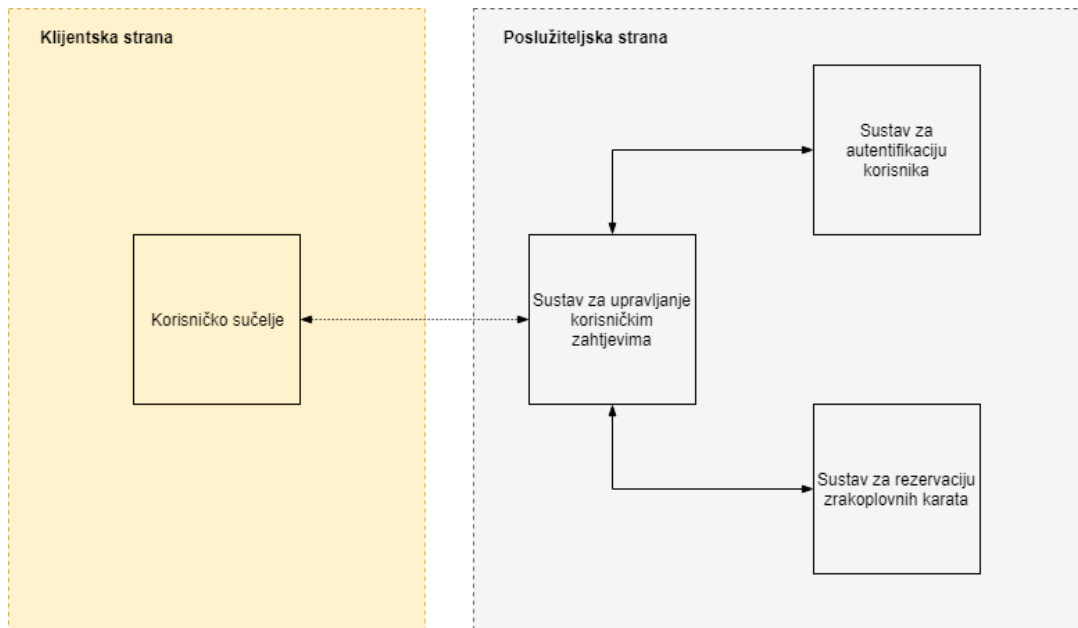 Klijentska strana
Poslužiteljska strana
Sustav za
autentifikaciju
korisnika
Korisničko sučelje
Sustav za upravljanje
korisničkim
zahtjevima
Sustav za rezervaciju
zrakoplovnih karata